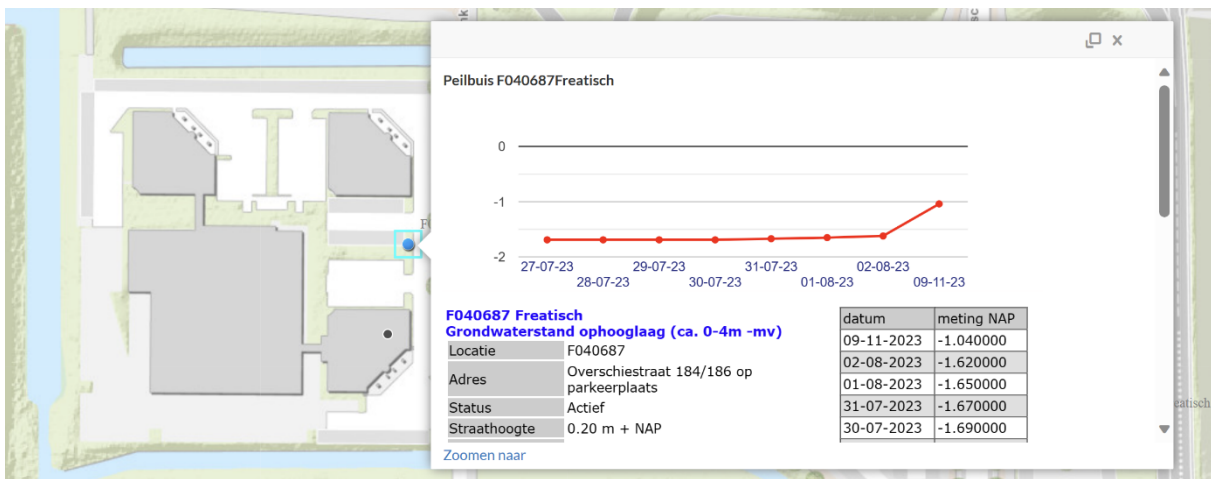 Peilbuis F040687Freatisch
0
-1
-2
27-07-23 29-07-23 31-07-23 02-08-23
28-07-23 30-07-23 01-08-23 09-11-23
F040687 Freatisch
Grondwaterstand ophooglaag (ca. 0-4m -mv)
Locatie F040687
Adres Overschiestraat 184/186 op
parkeerplaats
Status Actief
Straathoogte 0.20 m + NAP
datum meting NAP
09-11-2023 -1.040000
02-08-2023 -1.620000
01-08-2023 -1.650000
31-07-2023 -1.670000
30-07-2023 -1.690000
Zoomen naar
eatisch